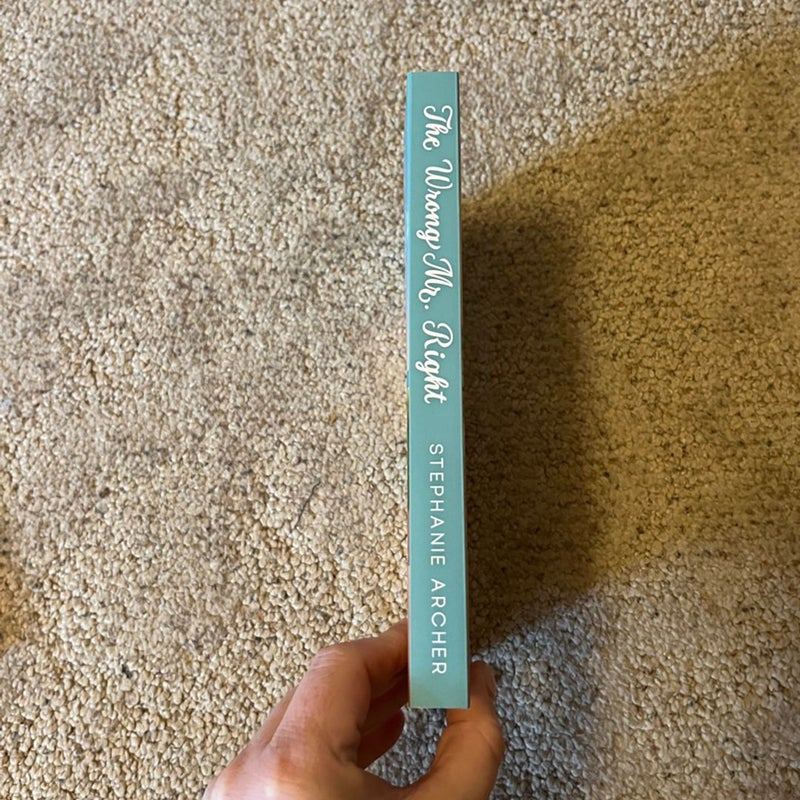 The Wrong Mr. Right
STEPHANIE ARCHER